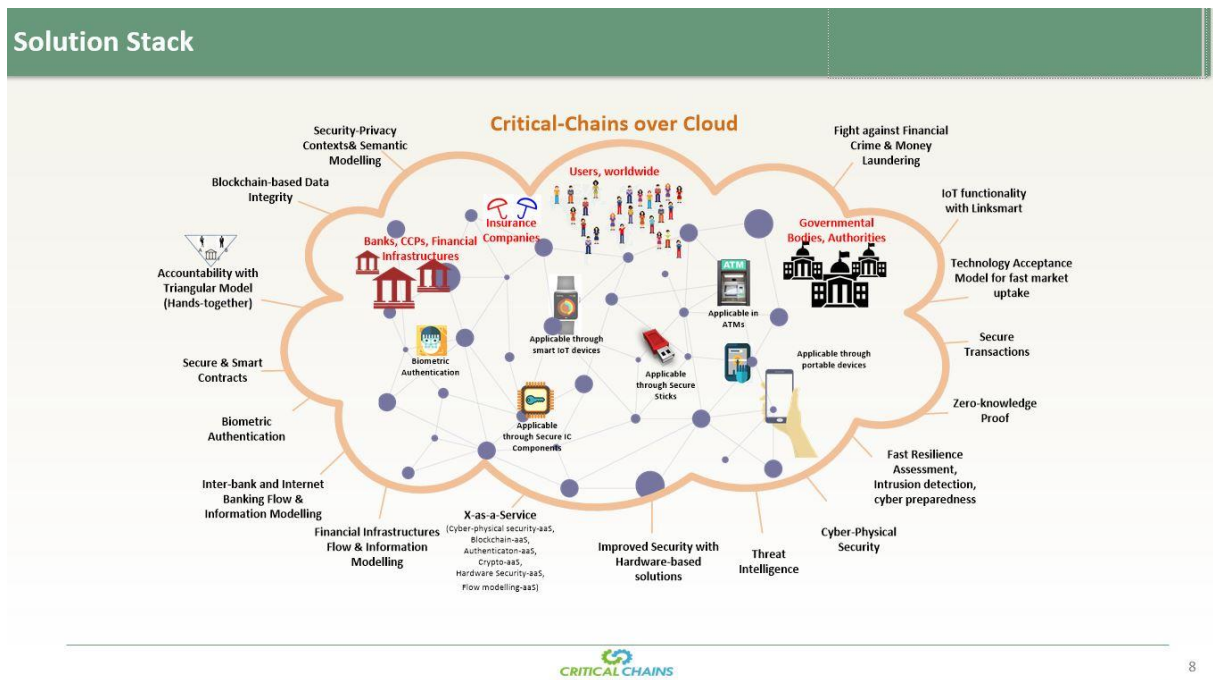 Solution Stack
Critical-Chains over Cloud
Security-Privacy
Contexts& Semantic
Modelling
Blockchain-based Data
Integrity
Accountability with
Triangular Model
(Hands-together)
Secure & Smart
Contracts
Biometric
Authentication
Inter-bank and Internet
Banking Flow &
Information Modelling
Financial Infrastructures
Flow & Information
Modelling
X-as-a-Service
(Cyber-physical security-aaS,
Blockchain-aaS,
Authenticaton-aaS,
Crypto-aaS,
Hardware Security-aaS,
Flow modelling-aaS)
Improved Security with
Hardware-based
solutions
Threat
Intelligence
Cyber-Physical
Security
Fast Resilience
Assessment,
Intrusion detection,
cyber preparedness
Zero-knowledge
Proof
Secure
Transactions
Technology Acceptance
Model for fast market
uptake
IoT functionality
with Linksmart
Fight against Financial
Crime & Money
Laundering
Users, worldwide
Insurance
Companies
Banks, CCPs, Financial
Infrastructures
Governmental
Bodies, Authorities
ATM
Applicable in
ATMs
Applicable through
smart IoT devices
Biometric
Authentication
Applicable
through Secure
Sticks
Applicable through
portable devices
Applicable
through Secure IC
Components
CRITICAL CHAINS
8